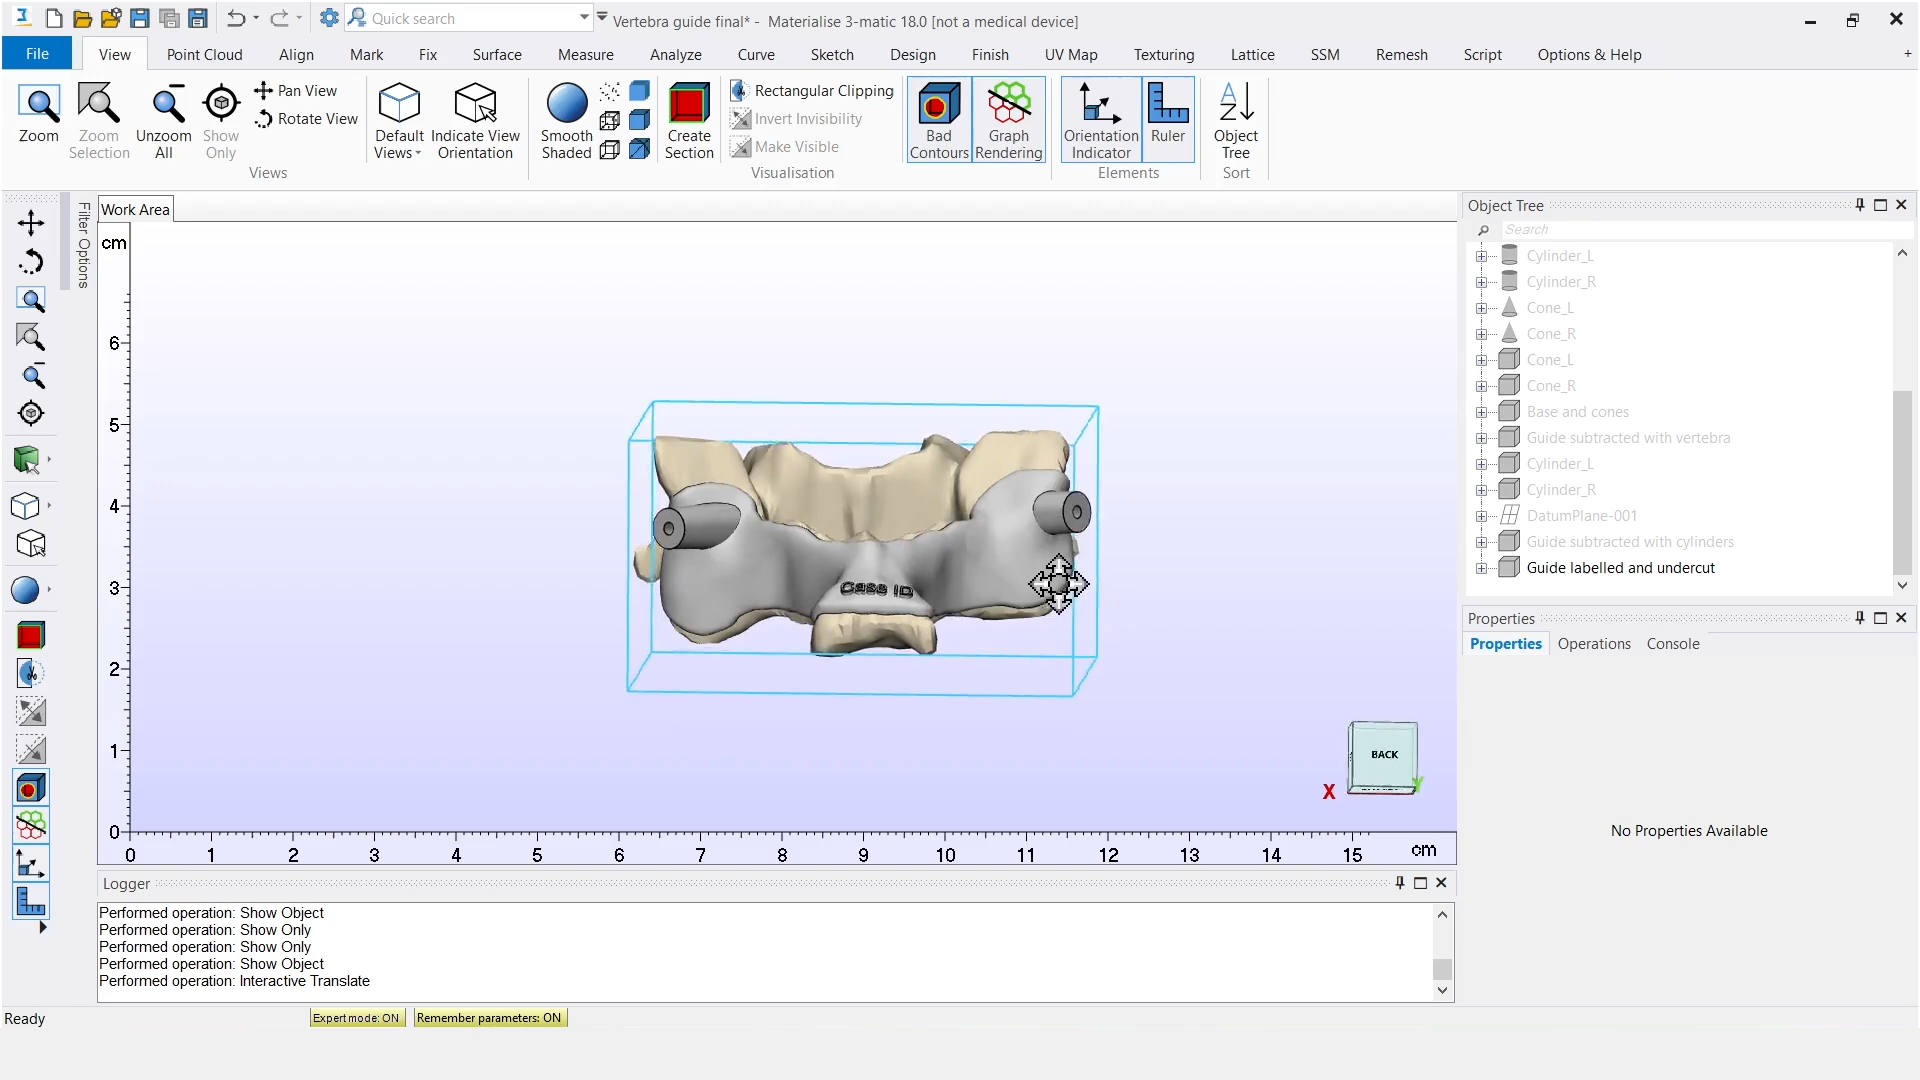 Quick search
Vertebra guide final* - Materialise 3-matic 18.0 [not a medical device]
File View Point Cloud Align Mark Fix Surface Measure Analyze Curve Sketch Design Finish UV Map Texturing Lattice SSM Remesh Script Options & Help
Zoom
Zoom Selection
Unzoom All
Show Only
Pan View
Rotate View
Views
Default Views
Indicate View Orientation
Smooth Shaded
Create Section
Rectangular Clipping
Invert Invisibility
Make Visible
Visualisation
Bad Contours
Graph Rendering
Orientation Indicator
Ruler
Elements
Object Tree
Sort
Filter Options
Work Area
cm
6
5
4
3
2
1
0
0 1 2 3 4 5 6 7 8 9 10 11 12 13 14 15 cm
Case ID
BACK
X
Y
Object Tree
Search
Cylinder_L
Cylinder_R
Cone_L
Cone_R
Cone_L
Cone_R
Base and cones
Guide subtracted with vertebra
Cylinder_L
Cylinder_R
DatumPlane-001
Guide subtracted with cylinders
Guide labelled and undercut
Properties
Properties Operations Console
No Properties Available
Logger
Performed operation: Show Object
Performed operation: Show Only
Performed operation: Show Only
Performed operation: Show Object
Performed operation: Interactive Translate
Ready
Expert mode: ON
Remember parameters: ON